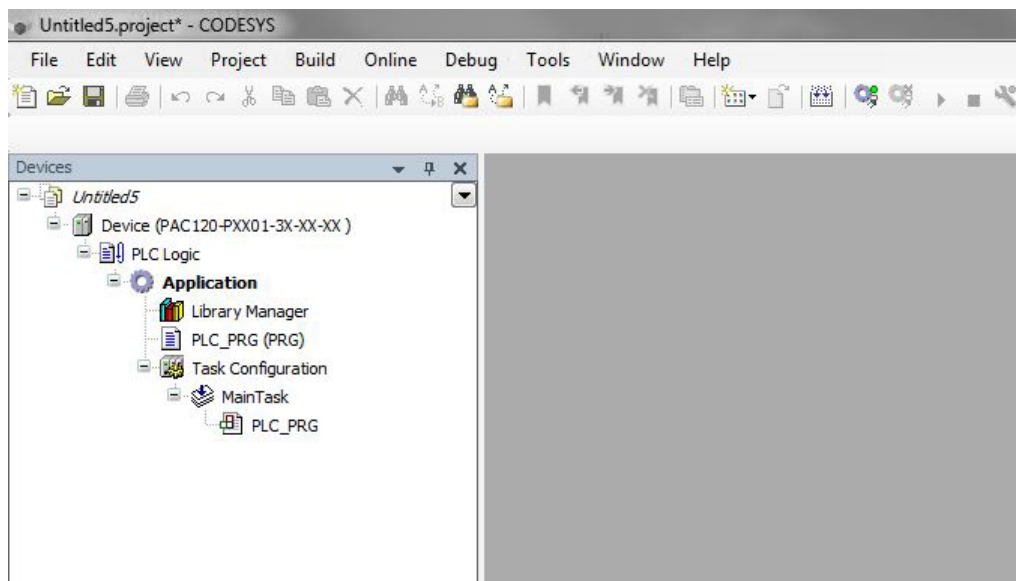 Untitled5.project* - CODESYS
File Edit View Project Build Online Debug Tools Window Help
Devices
Untitled5
Device (PAC120-PXX01-3X-XX-XX )
PLC Logic
Application
Library Manager
PLC_PRG (PRG)
Task Configuration
MainTask
PLC_PRG